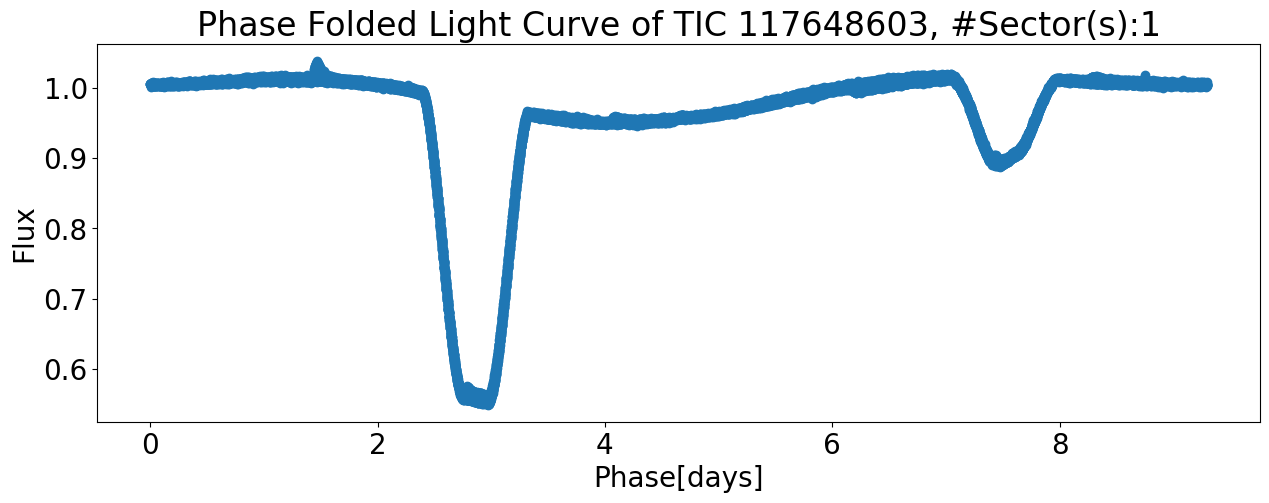 Phase Folded Light Curve of TIC 117648603, #Sector(s):1
1.0
0.9
0.8
0.7
0.6
Flux
0 2 4 6 8
Phase[days]